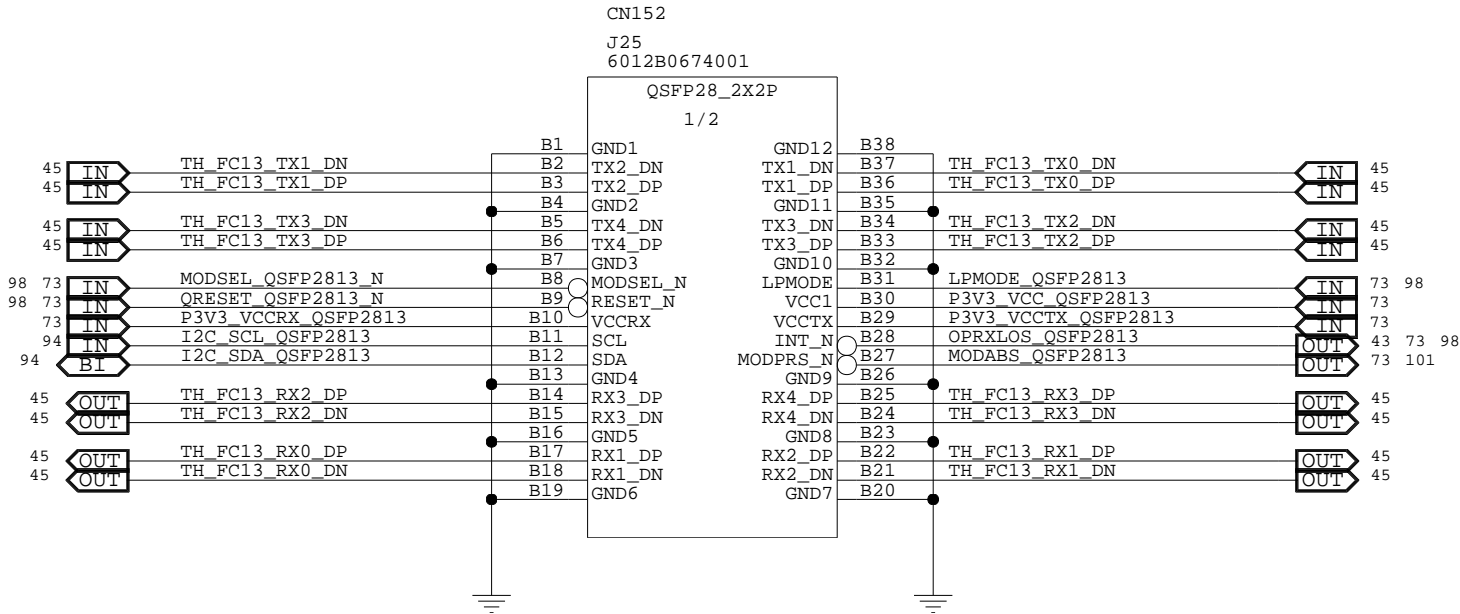 CN152
J25
6012B0674001
QSFP28_2X2P
1/2
B1 GND1 GND12 B38
45 IN TH_FC13_TX1_DN B2 TX2_DN TX1_DN B37 TH_FC13_TX0_DN IN 45
45 IN TH_FC13_TX1_DP B3 TX2_DP TX1_DP B36 TH_FC13_TX0_DP IN 45
B4 GND2 GND11 B35
45 IN TH_FC13_TX3_DN B5 TX4_DN TX3_DN B34 TH_FC13_TX2_DN IN 45
45 IN TH_FC13_TX3_DP B6 TX4_DP TX3_DP B33 TH_FC13_TX2_DP IN 45
B7 GND3 GND10 B32
98 73 IN MODSEL_QSFP2813_N B8 MODSEL_N LPMODE B31 LPMODE_QSFP2813 IN 73 98
98 73 IN QRESET_QSFP2813_N B9 RESET_N VCC1 B30 P3V3_VCC_QSFP2813 IN 73
73 IN P3V3_VCCRX_QSFP2813 B10 VCCRX VCCTX B29 P3V3_VCCTX_QSFP2813 IN 73
94 IN I2C_SCL_QSFP2813 B11 SCL INT_N B28 OPRXLOS_QSFP2813 OUT 43 73 98
94 BI I2C_SDA_QSFP2813 B12 SDA MODPRS_N B27 MODABS_QSFP2813 OUT 73 101
B13 GND4 GND9 B26
45 OUT TH_FC13_RX2_DP B14 RX3_DP RX4_DP B25 TH_FC13_RX3_DP OUT 45
45 OUT TH_FC13_RX2_DN B15 RX3_DN RX4_DN B24 TH_FC13_RX3_DN OUT 45
B16 GND5 GND8 B23
45 OUT TH_FC13_RX0_DP B17 RX1_DP RX2_DP B22 TH_FC13_RX1_DP OUT 45
45 OUT TH_FC13_RX0_DN B18 RX1_DN RX2_DN B21 TH_FC13_RX1_DN OUT 45
B19 GND6 GND7 B20